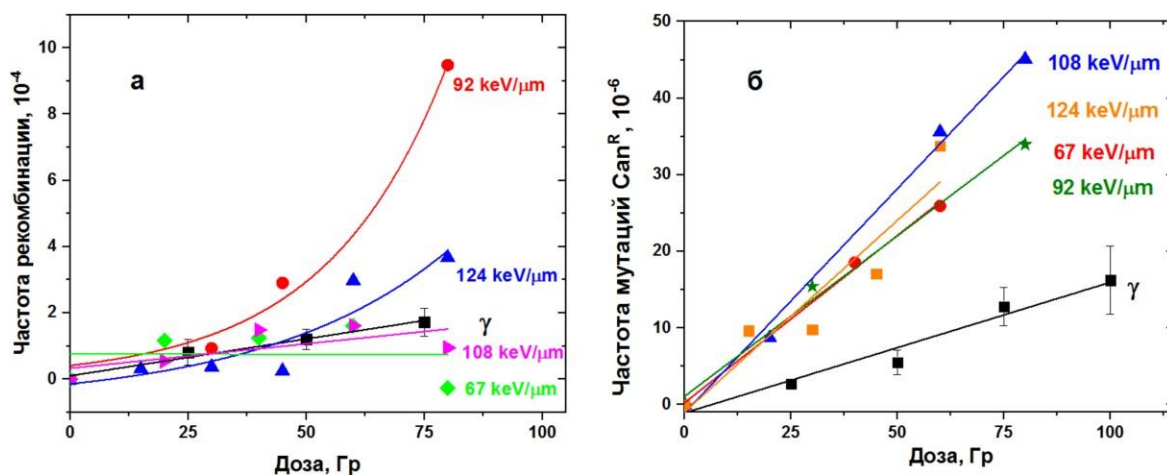 а
Частота рекомбинации, 10⁻⁴
10
8
6
4
2
0
92 keV/μm
124 keV/μm
γ
108 keV/μm
67 keV/μm
0
25
50
75
100
Доза, Гр
б
Частота мутаций Canᴿ, 10⁻⁶
50
40
30
20
10
0
108 keV/μm
124 keV/μm
67 keV/μm
92 keV/μm
γ
0
25
50
75
100
Доза, Гр